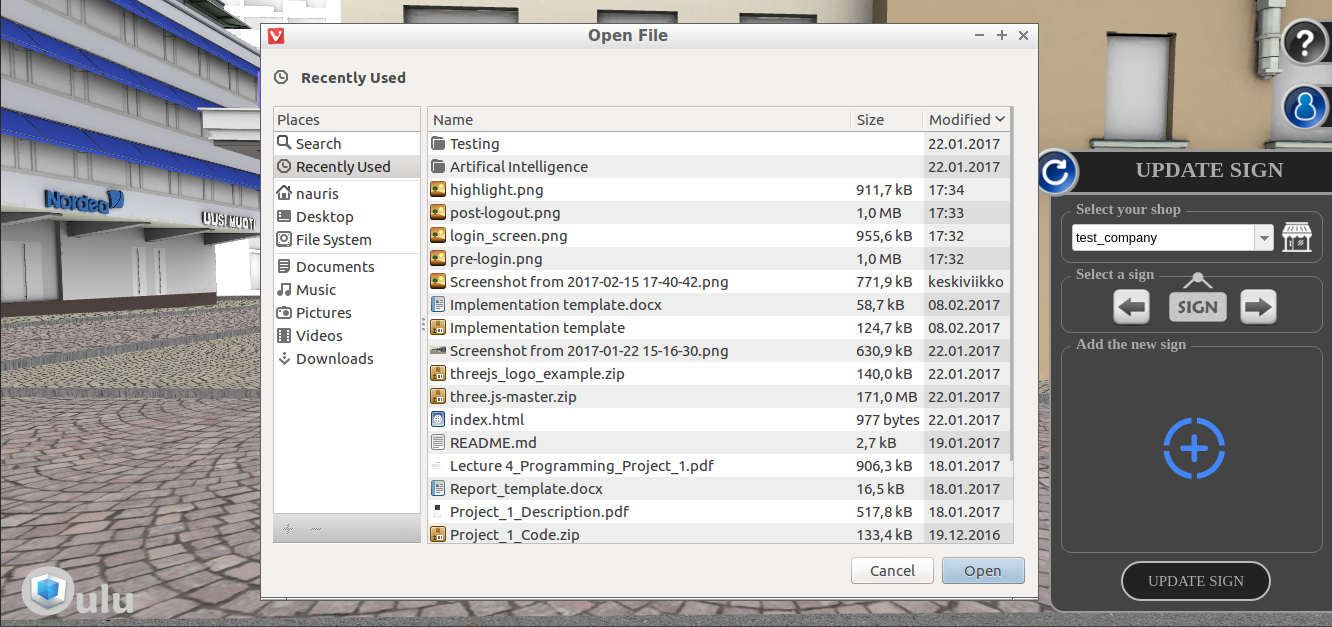 Open File
Recently Used
Places
Search
Recently Used
nauris
Desktop
File System
Documents
Music
Pictures
Videos
Downloads
Name Size Modified
Testing 22.01.2017
Artifical Intelligence 22.01.2017
highlight.png 911,7 kB 17:34
post-logout.png 1,0 MB 17:33
login_screen.png 955,6 kB 17:32
pre-login.png 1,0 MB 17:32
Screenshot from 2017-02-15 17-40-42.png 771,9 kB keskiviikko
Implementation template.docx 58,7 kB 08.02.2017
Implementation template 124,7 kB 08.02.2017
Screenshot from 2017-01-22 15-16-30.png 630,9 kB 22.01.2017
threejs_logo_example.zip 140,0 kB 22.01.2017
three.js-master.zip 171,0 MB 22.01.2017
index.html 977 bytes 22.01.2017
README.md 2,7 kB 19.01.2017
Lecture 4_Programming_Project_1.pdf 906,3 kB 18.01.2017
Report_template.docx 16,5 kB 18.01.2017
Project_1_Description.pdf 517,8 kB 18.01.2017
Project_1_Code.zip 133,4 kB 19.12.2016
Cancel Open
Nordea
UUSI MUOTI
ulu
?
UPDATE SIGN
Select your shop
test_company
Select a sign
SIGN
Add the new sign
UPDATE SIGN